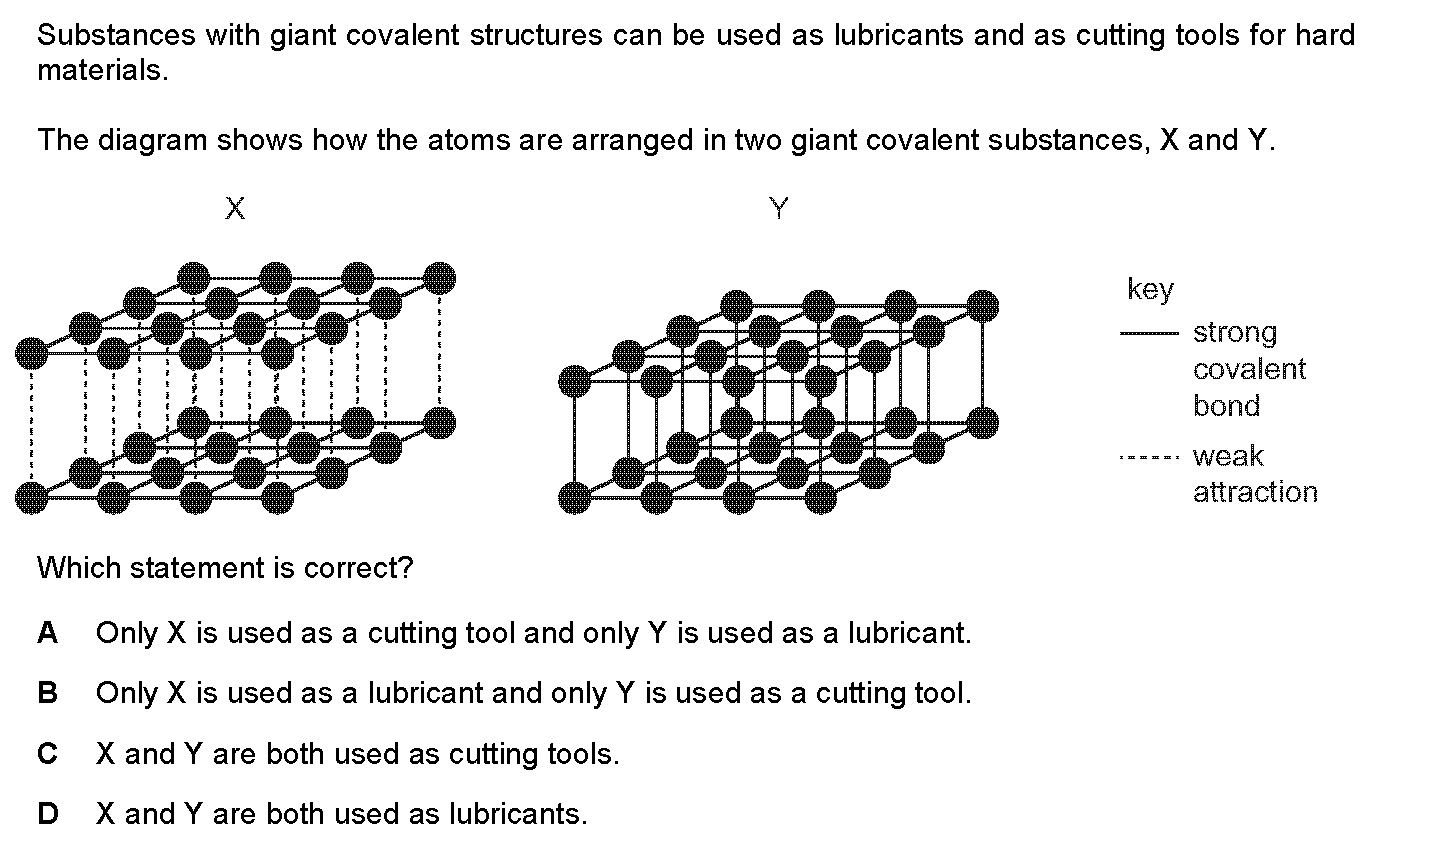 Substances with giant covalent structures can be used as lubricants and as cutting tools for hard
materials.
The diagram shows how the atoms are arranged in two giant covalent substances, X and Y.
X
Y
key
strong
covalent
bond
weak
attraction
Which statement is correct?
A Only X is used as a cutting tool and only Y is used as a lubricant.
B Only X is used as a lubricant and only Y is used as a cutting tool.
C X and Y are both used as cutting tools.
D X and Y are both used as lubricants.